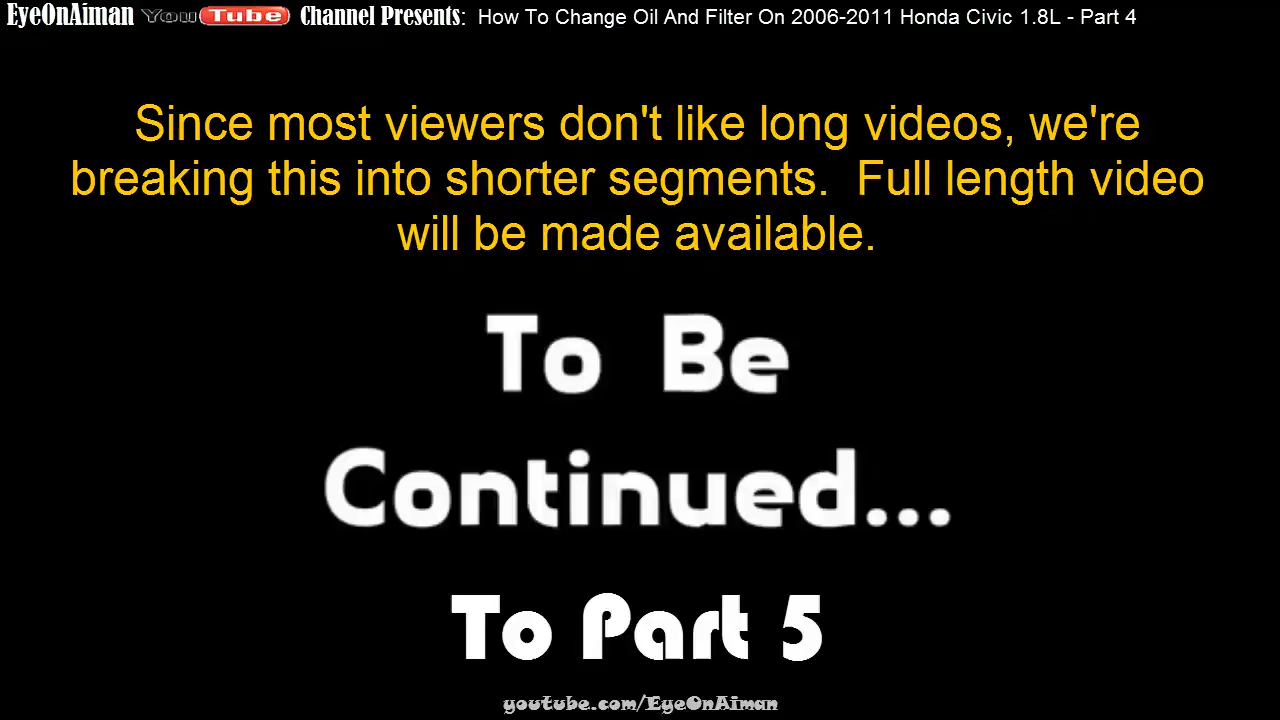 EyeOnAiman YouTube Channel Presents: How To Change Oil And Filter On 2006-2011 Honda Civic 1.8L - Part 4
Since most viewers don't like long videos, we're
breaking this into shorter segments.  Full length video
will be made available.
To Be
Continued...
To Part 5
youtube.com/EyeOnAiman